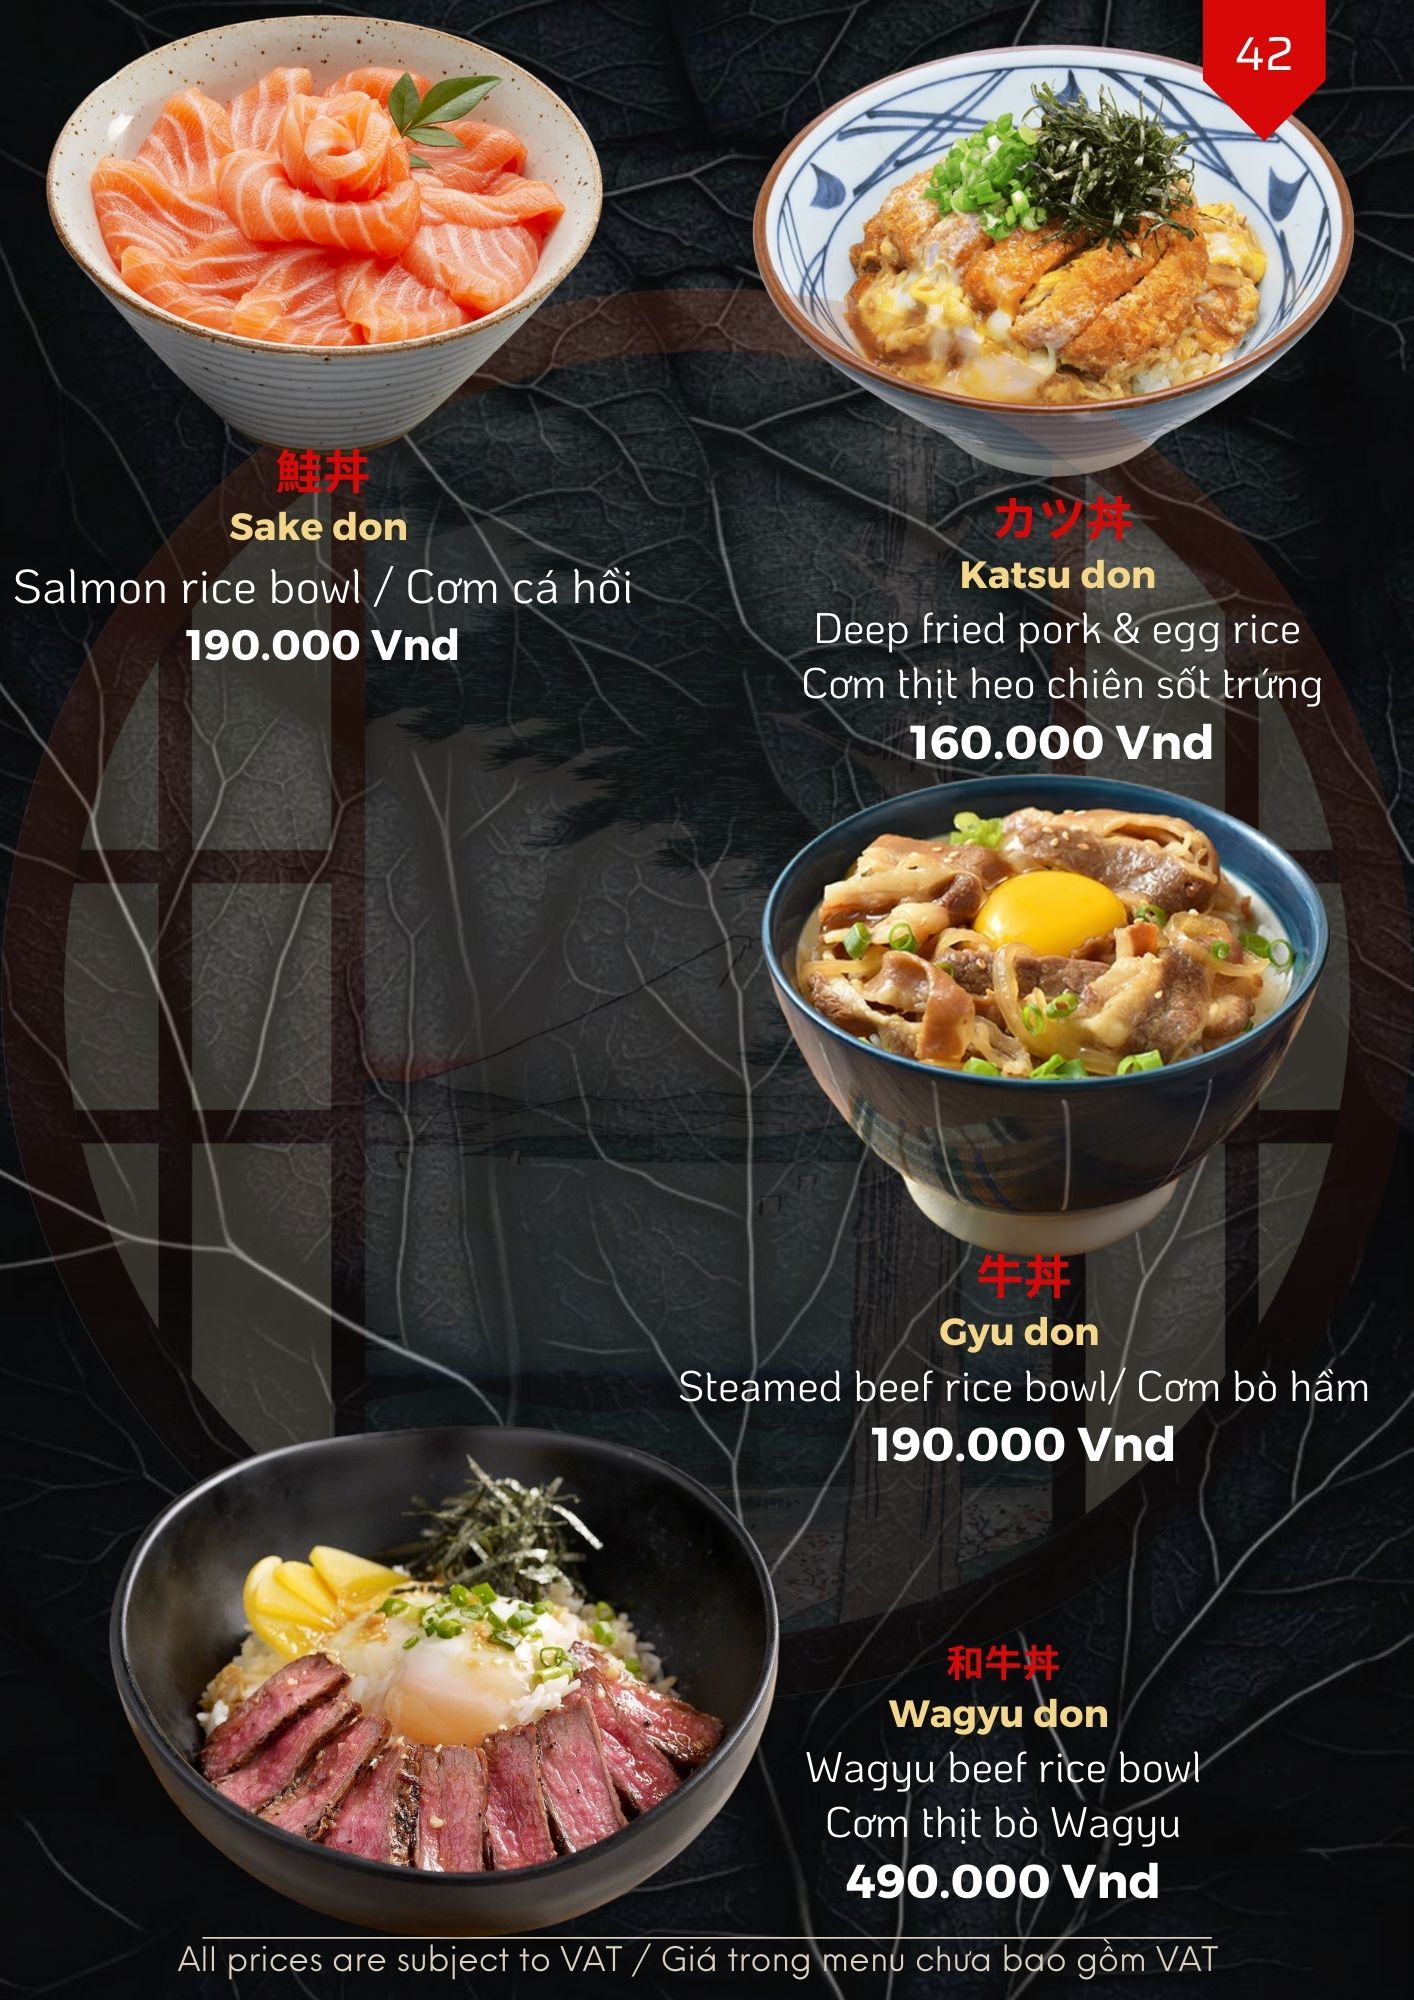 42
鮭丼
Sake don
Salmon rice bowl / Cơm cá hồi
190.000 Vnd
カツ丼
Katsu don
Deep fried pork & egg rice
Cơm thịt heo chiên sốt trứng
160.000 Vnd
牛丼
Gyu don
Steamed beef rice bowl/ Cơm bò hầm
190.000 Vnd
和牛丼
Wagyu don
Wagyu beef rice bowl
Cơm thịt bò Wagyu
490.000 Vnd
All prices are subject to VAT / Giá trong menu chưa bao gồm VAT